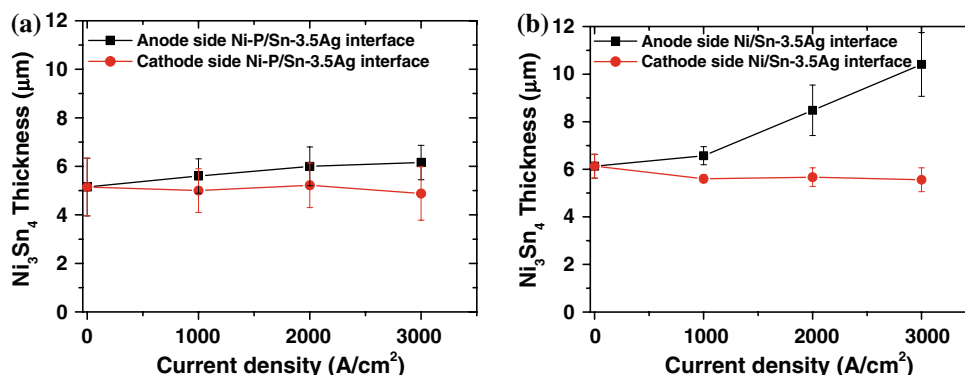 (a)
12
10
8
6
4
2
0
Ni₃Sn₄ Thickness (μm)
Anode side Ni-P/Sn-3.5Ag interface
Cathode side Ni-P/Sn-3.5Ag interface
0 1000 2000 3000
Current density (A/cm²)
(b)
12
10
8
6
4
2
0
Ni₃Sn₄ Thickness (μm)
Anode side Ni/Sn-3.5Ag interface
Cathode side Ni/Sn-3.5Ag interface
0 1000 2000 3000
Current density (A/cm²)